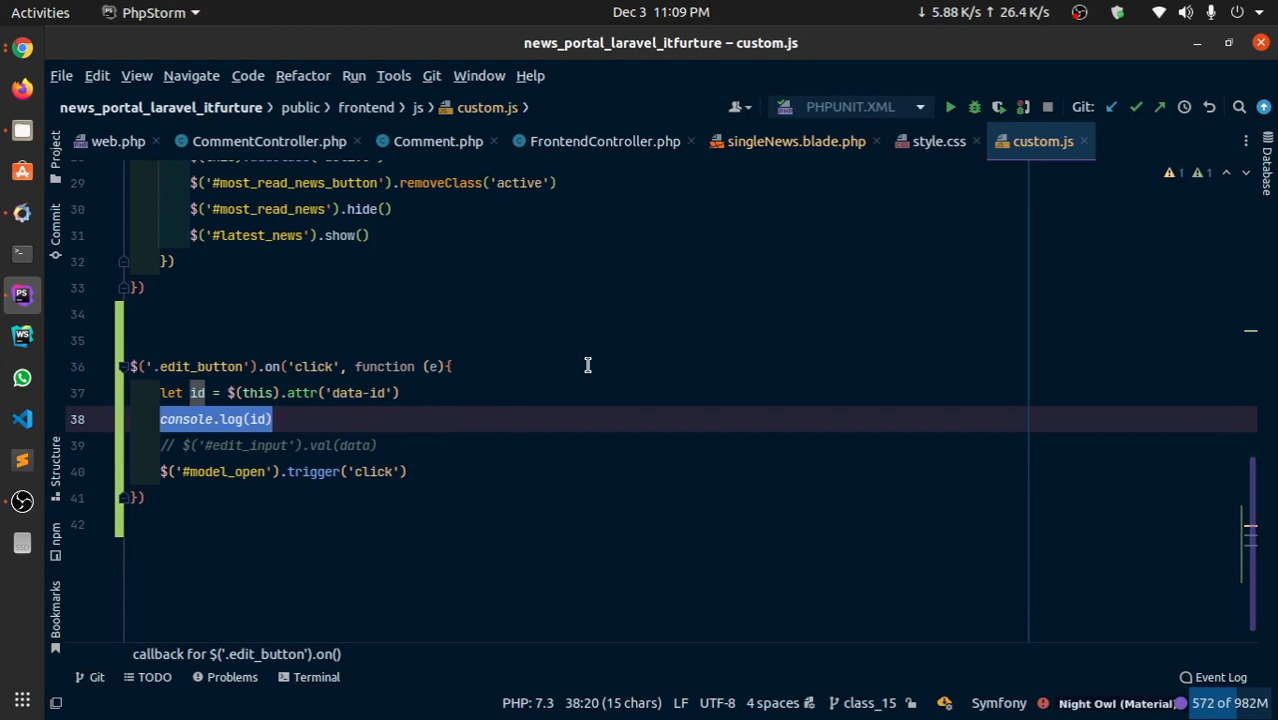 Activities PhpStorm Dec 3 11:09 PM ↓ 5.88 K/s ↑ 26.4 K/s
news_portal_laravel_itfurture – custom.js
File Edit View Navigate Code Refactor Run Tools Git Window Help
news_portal_laravel_itfurture public frontend js custom.js PHPUNIT.XML Git:
web.php CommentController.php Comment.php FrontendController.php singleNews.blade.php style.css custom.js
1 1
29 $('#most_read_news_button').removeClass('active')
30 $('#most_read_news').hide()
31 $('#latest_news').show()
32 })
33 })
34
35
36 $('.edit_button').on('click', function (e){
37 let id = $(this).attr('data-id')
38 console.log(id)
39 // $('#edit_input').val(data)
40 $('#model_open').trigger('click')
41 })
42
callback for $('.edit_button').on()
Project
Commit
Structure
npm
Bookmarks
Database
PS
WS
SSD
Git TODO Problems Terminal Event Log
PHP: 7.3 38:20 (15 chars) LF UTF-8 4 spaces class_15 Symfony Night Owl (Material) 572 of 982M